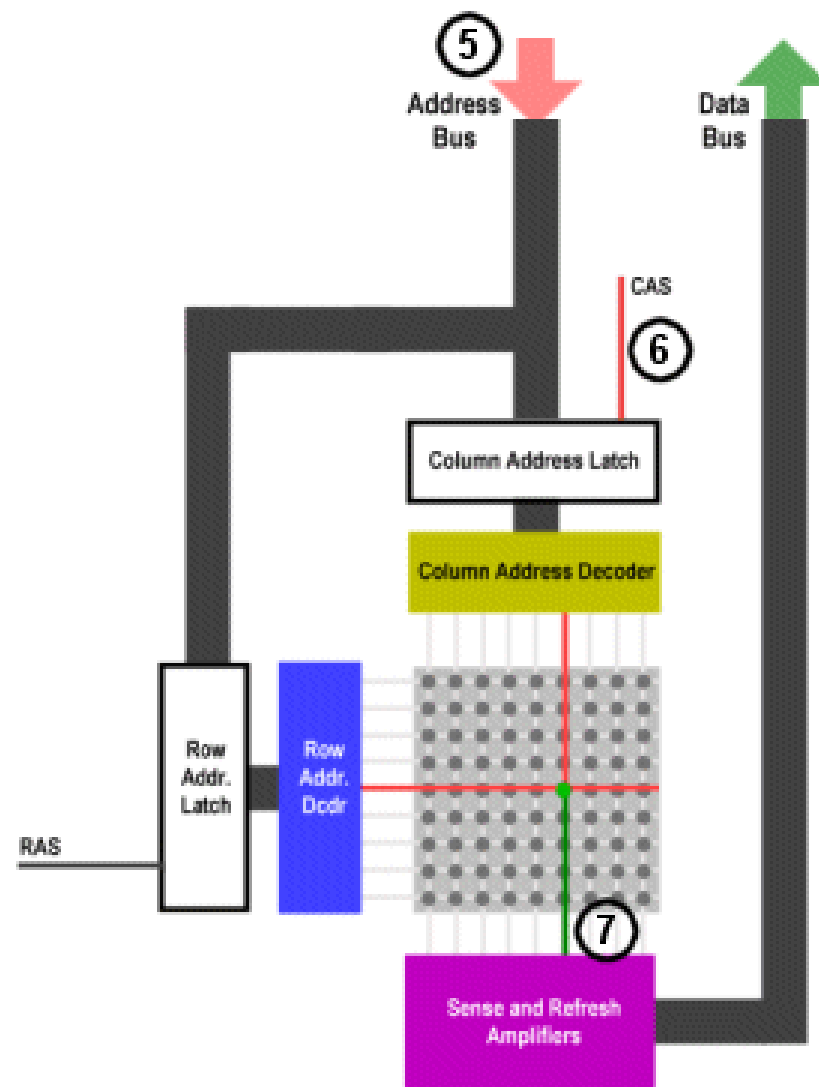 5
Address
Bus
Data
Bus
CAS
6
Column Address Latch
Column Address Decoder
Row
Addr.
Latch
Row
Addr.
Dcdr
RAS
7
Sense and Refresh
Amplifiers